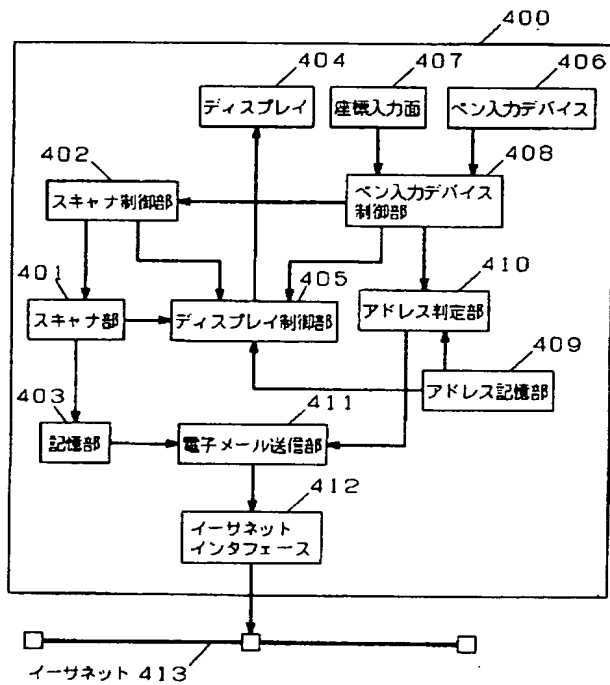 400
404
407
406
ディスプレイ
座標入力面
ペン入力デバイス
402
408
スキャナ制御部
ペン入力デバイス
制御部
401
405
410
スキャナ部
ディスプレイ制御部
アドレス判定部
409
アドレス記憶部
403
411
記憶部
電子メール送信部
412
イーサネット
インタフェース
イーサネット 413